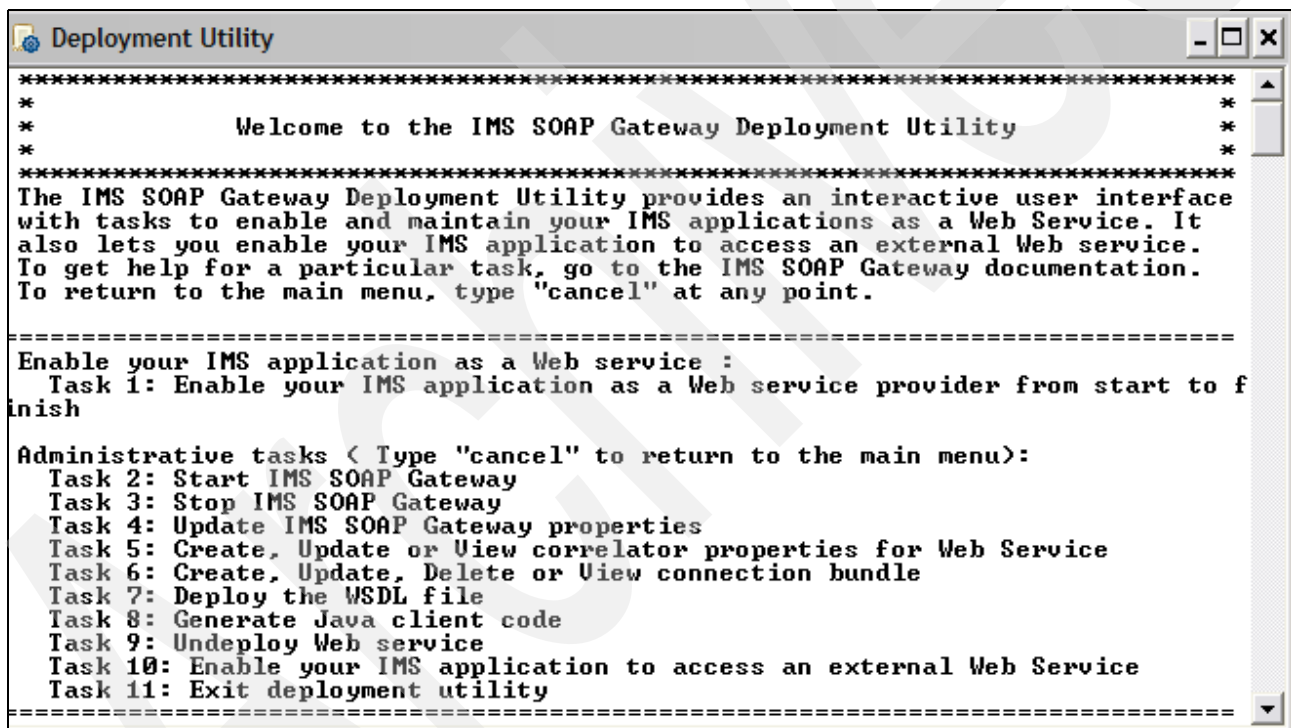 Deployment Utility
*******************************************************************************
*                                                                             *
*             Welcome to the IMS SOAP Gateway Deployment Utility              *
*                                                                             *
*******************************************************************************
The IMS SOAP Gateway Deployment Utility provides an interactive user interface
with tasks to enable and maintain your IMS applications as a Web Service. It
also lets you enable your IMS application to access an external Web service.
To get help for a particular task, go to the IMS SOAP Gateway documentation.
To return to the main menu, type "cancel" at any point.
===============================================================================
Enable your IMS application as a Web service :
Task 1: Enable your IMS application as a Web service provider from start to f
inish
Administrative tasks ( Type "cancel" to return to the main menu):
Task 2: Start IMS SOAP Gateway
Task 3: Stop IMS SOAP Gateway
Task 4: Update IMS SOAP Gateway properties
Task 5: Create, Update or View correlator properties for Web Service
Task 6: Create, Update, Delete or View connection bundle
Task 7: Deploy the WSDL file
Task 8: Generate Java client code
Task 9: Undeploy Web service
Task 10: Enable your IMS application to access an external Web Service
Task 11: Exit deployment utility
===============================================================================